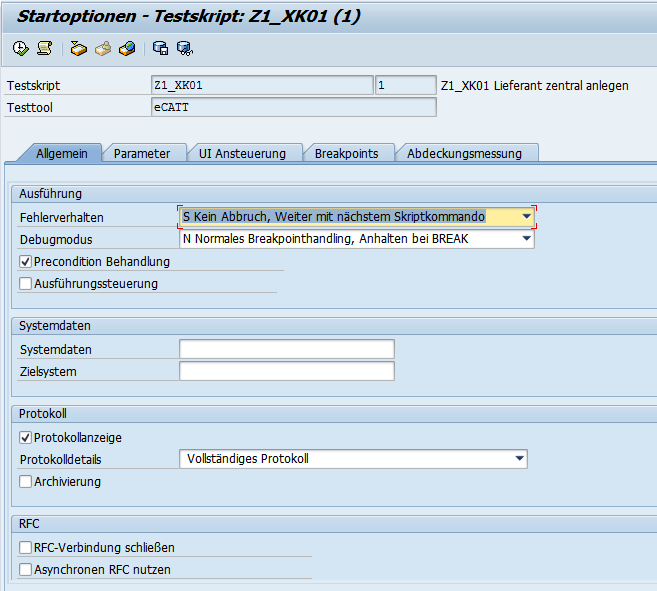 Startoptionen - Testskript: Z1_XK01 (1)
Testskript Z1_XK01 1 Z1_XK01 Lieferant zentral anlegen
Testtool eCATT
Allgemein Parameter UI Ansteuerung Breakpoints Abdeckungsmessung
Ausführung
Fehlerverhalten S Kein Abbruch, Weiter mit nächstem Skriptkommando
Debugmodus N Normales Breakpointhandling, Anhalten bei BREAK
Precondition Behandlung
Ausführungssteuerung
Systemdaten
Systemdaten
Zielsystem
Protokoll
Protokollanzeige
Protokolldetails Vollständiges Protokoll
Archivierung
RFC
RFC-Verbindung schließen
Asynchronen RFC nutzen